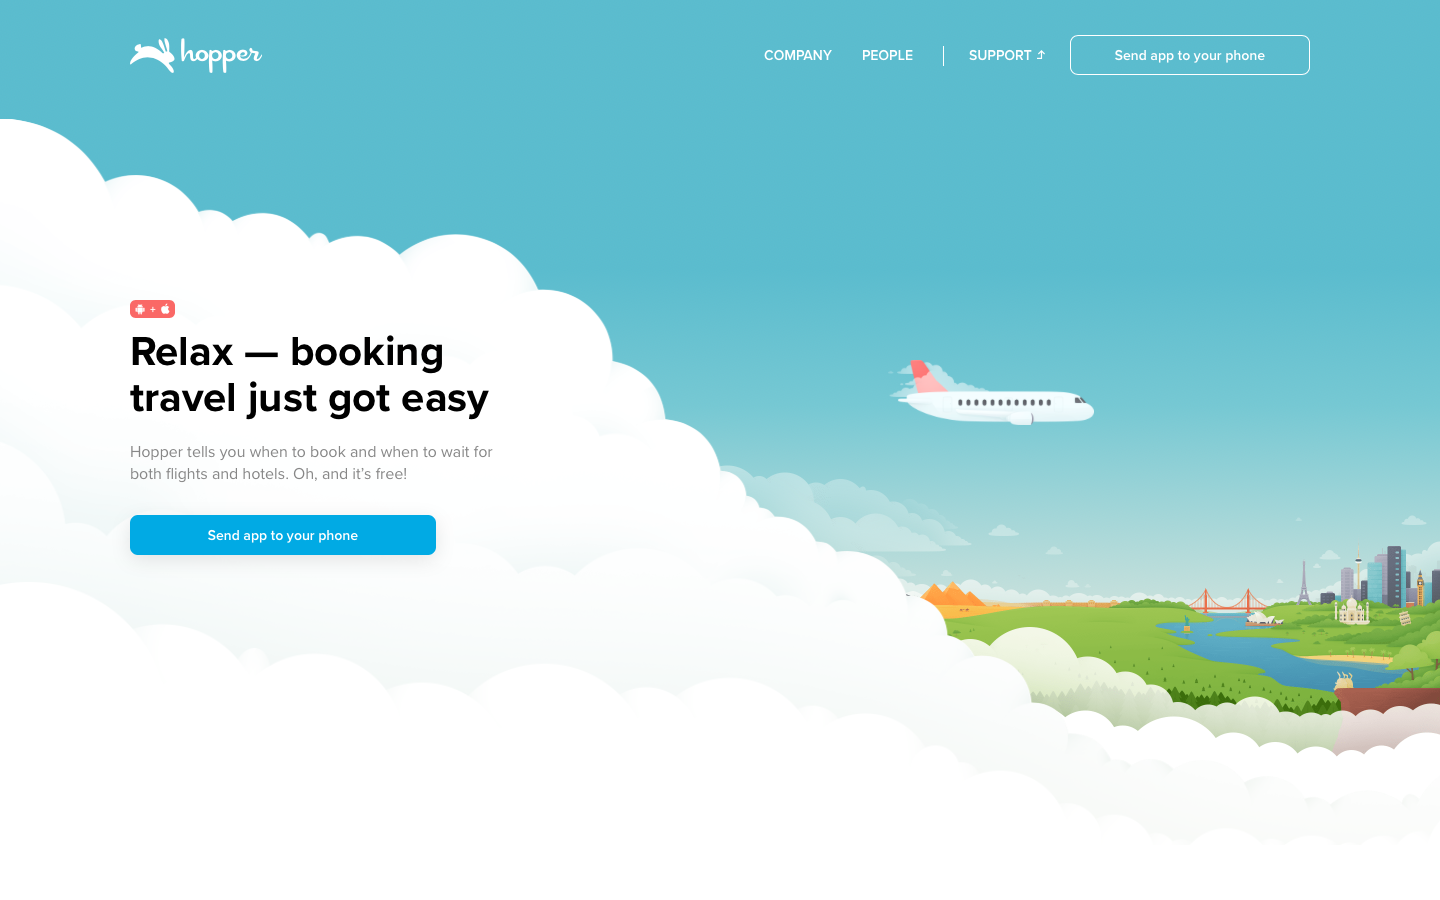 hopper
COMPANY
PEOPLE
SUPPORT
Send app to your phone
Relax — booking
travel just got easy
Hopper tells you when to book and when to wait for
both flights and hotels. Oh, and it's free!
Send app to your phone